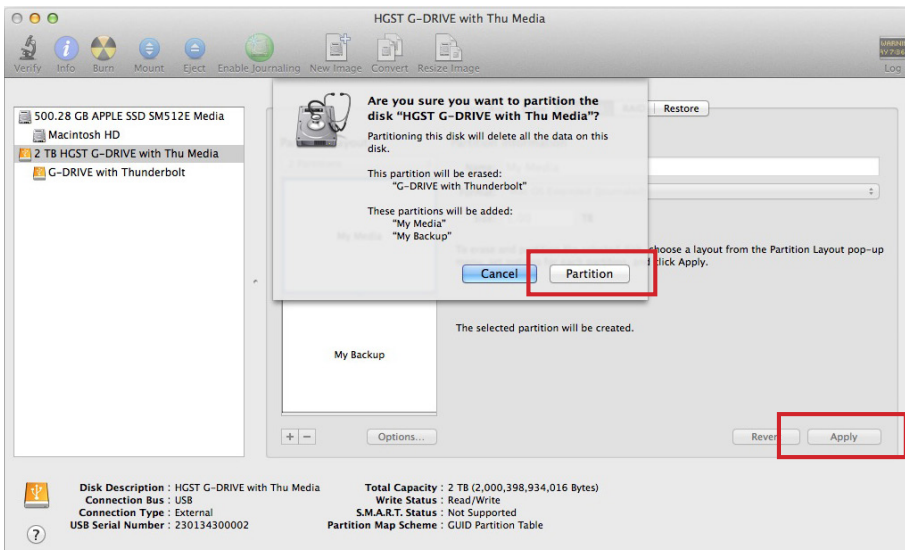 HGST G-DRIVE with Thu Media
Verify Info Burn Mount Eject Enable Journaling New Image Convert Resize Image Log
500.28 GB APPLE SSD SM512E Media
Macintosh HD
2 TB HGST G-DRIVE with Thu Media
G-DRIVE with Thunderbolt
Restore
Are you sure you want to partition the
disk “HGST G-DRIVE with Thu Media”?
Partitioning this disk will delete all the data on this
disk.
This partition will be erased:
“G-DRIVE with Thunderbolt”
These partitions will be added:
“My Media”
“My Backup”
Cancel Partition
choose a layout from the Partition Layout pop-up
click Apply.
The selected partition will be created.
My Backup
+ − Options... Apply
Disk Description : HGST G-DRIVE with Thu Media
Connection Bus : USB
Connection Type : External
USB Serial Number : 230134300002
Total Capacity : 2 TB (2,000,398,934,016 Bytes)
Write Status : Read/Write
S.M.A.R.T. Status : Not Supported
Partition Map Scheme : GUID Partition Table
?